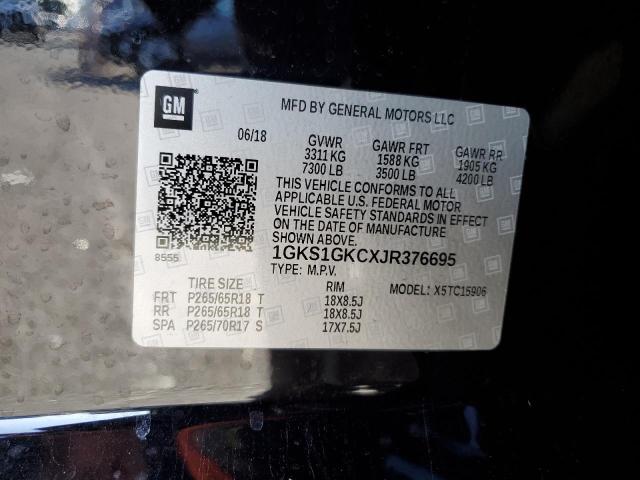 GM
MFD BY GENERAL MOTORS LLC
06/18
GVWR GAWR FRT GAWR RR
3311 KG 1588 KG 1905 KG
7300 LB 3500 LB 4200 LB
THIS VEHICLE CONFORMS TO ALL
APPLICABLE U.S. FEDERAL MOTOR
VEHICLE SAFETY STANDARDS IN EFFECT
ON THE DATE OF MANUFACTURE
SHOWN ABOVE.
8555
1GKS1GKCXJR376695
TYPE: M.P.V.
MODEL: X5TC15906
TIRE SIZE RIM
FRT P265/65R18 T 18X8.5J
RR P265/65R18 T 18X8.5J
SPA P265/70R17 S 17X7.5J